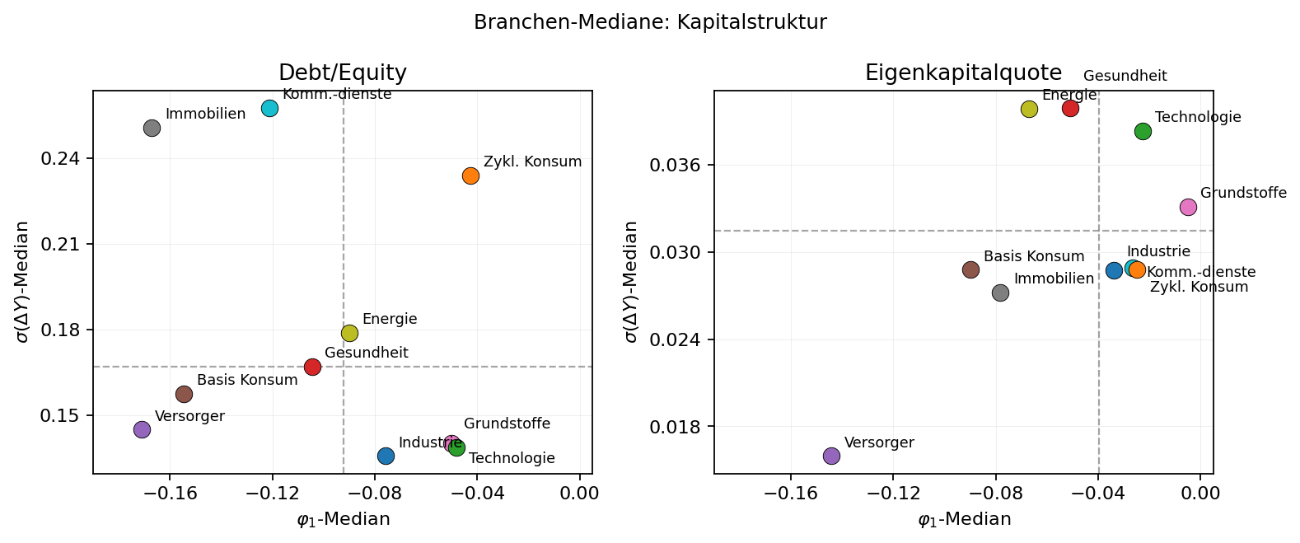 Branchen-Mediane: Kapitalstruktur
Debt/Equity
Komm.-dienste
Immobilien
Zykl. Konsum
Energie
Gesundheit
Basis Konsum
Versorger
Grundstoffe
Industrie
Technologie
0.24
0.21
0.18
0.15
σ(ΔY)-Median
−0.16
−0.12
−0.08
−0.04
0.00
φ₁-Median
Eigenkapitalquote
Gesundheit
Energie
Technologie
Grundstoffe
Industrie
Basis Konsum
Komm.-dienste
Immobilien
Zykl. Konsum
Versorger
0.036
0.030
0.024
0.018
σ(ΔY)-Median
−0.16
−0.12
−0.08
−0.04
0.00
φ₁-Median